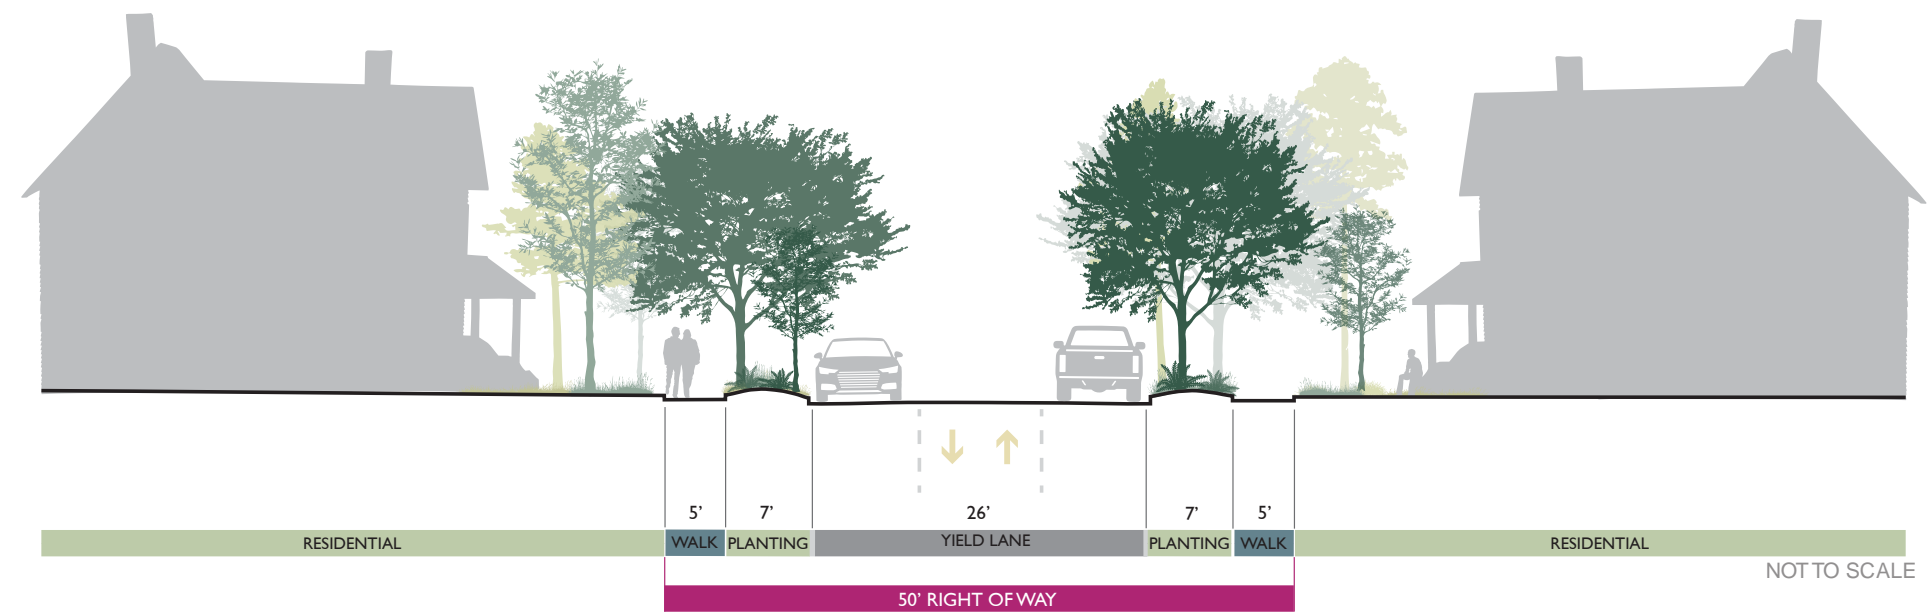 5’ 7’ 26’ 7’ 5’
RESIDENTIAL WALK PLANTING YIELD LANE PLANTING WALK RESIDENTIAL
NOT TO SCALE
50’ RIGHT OF WAY